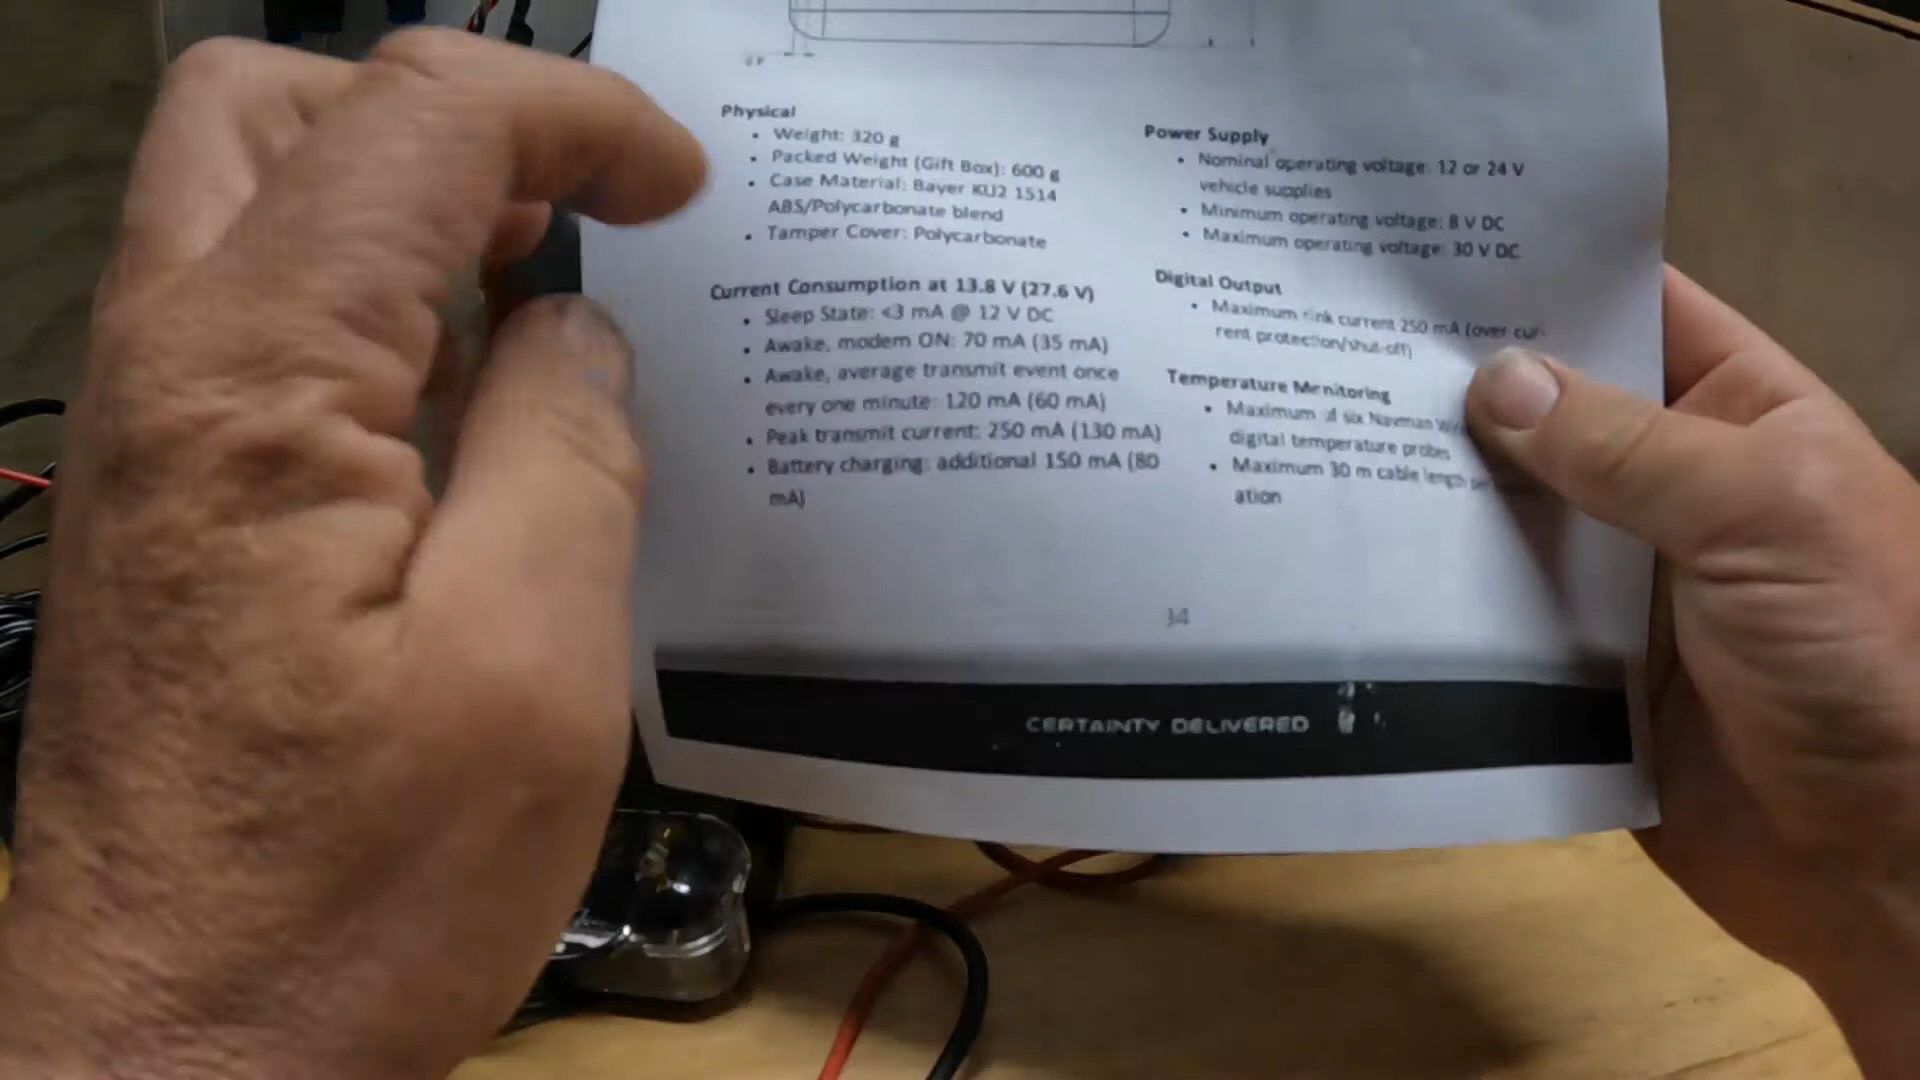 Physical
• Weight: 320 g
• Packed Weight (Gift Box): 600 g
• Case Material: Bayer KU2 1514
ABS/Polycarbonate blend
• Tamper Cover: Polycarbonate
Current Consumption at 13.8 V (27.6 V)
• Sleep State: <3 mA @ 12 V DC
• Awake, modem ON: 70 mA (35 mA)
• Awake, average transmit event once
every one minute: 120 mA (60 mA)
• Peak transmit current: 250 mA (130 mA)
• Battery charging: additional 150 mA (80
mA)
Power Supply
• Nominal operating voltage: 12 or 24 V
vehicle supplies
• Minimum operating voltage: 8 V DC
• Maximum operating voltage: 30 V DC
Digital Output
• Maximum sink current 250 mA (over cur-
rent protection/shut-off)
Temperature Monitoring
• Maximum of six Navman
digital temperature probes
• Maximum 30 m cable length
ation
34
CERTAINTY DELIVERED